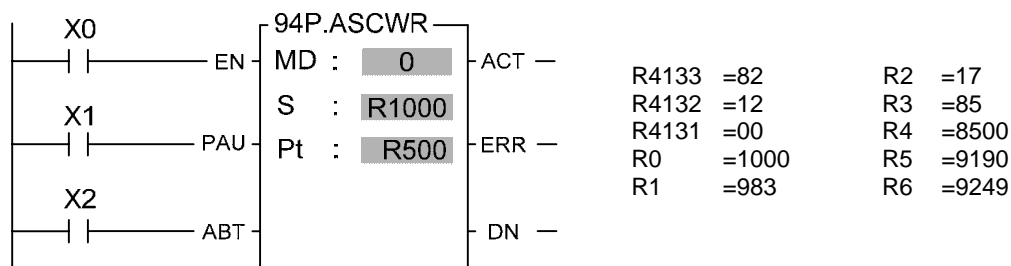 X0
94P.ASCWR
EN
MD : 0
ACT
X1
S : R1000
PAU
Pt : R500
ERR
X2
ABT
DN
R4133 =82 R2 =17
R4132 =12 R3 =85
R4131 =00 R4 =8500
R0 =1000 R5 =9190
R1 =983 R6 =9249